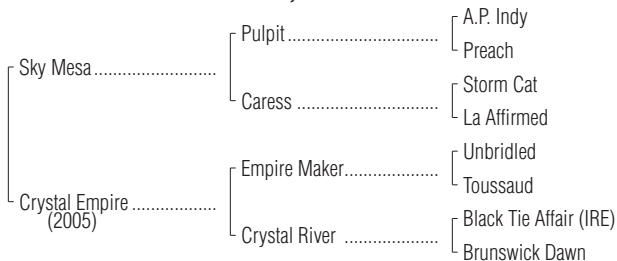 A.P. Indy
Pulpit
Preach
Sky Mesa
Storm Cat
Caress
La Affirmed
Unbridled
Empire Maker
Toussaud
Crystal Empire
(2005)
Black Tie Affair (IRE)
Crystal River
Brunswick Dawn